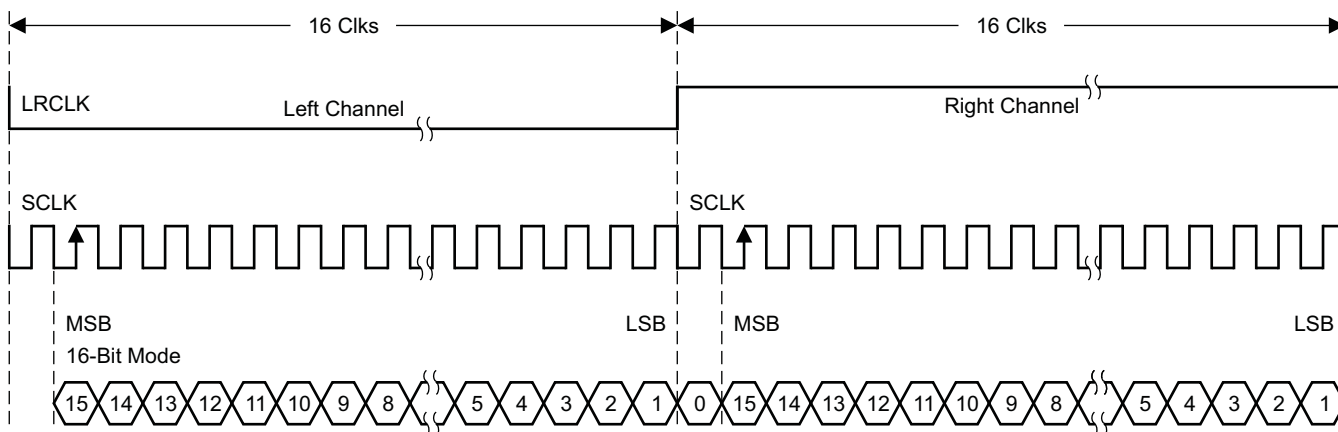 16 Clks 16 Clks
LRCLK Left Channel Right Channel
SCLK SCLK
MSB LSB MSB LSB
16-Bit Mode
15 14 13 12 11 10 9 8 5 4 3 2 1 0 15 14 13 12 11 10 9 8 5 4 3 2 1